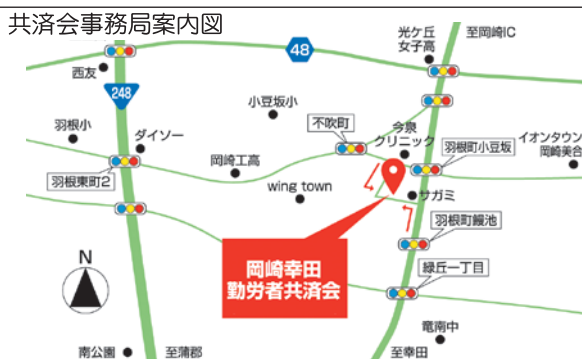 共済会事務局案内図
光ケ丘
女子高
至岡崎IC
48
西友
248
小豆坂小
不吹町
今泉
クリニック
羽根小
ダイソー
羽根町小豆坂
イオンタウン
岡崎美合
岡崎工高
羽根東町2
wing town
サガミ
羽根町鰻池
岡崎幸田
勤労者共済会
N
緑丘一丁目
竜南中
南公園
至蒲郡
至幸田